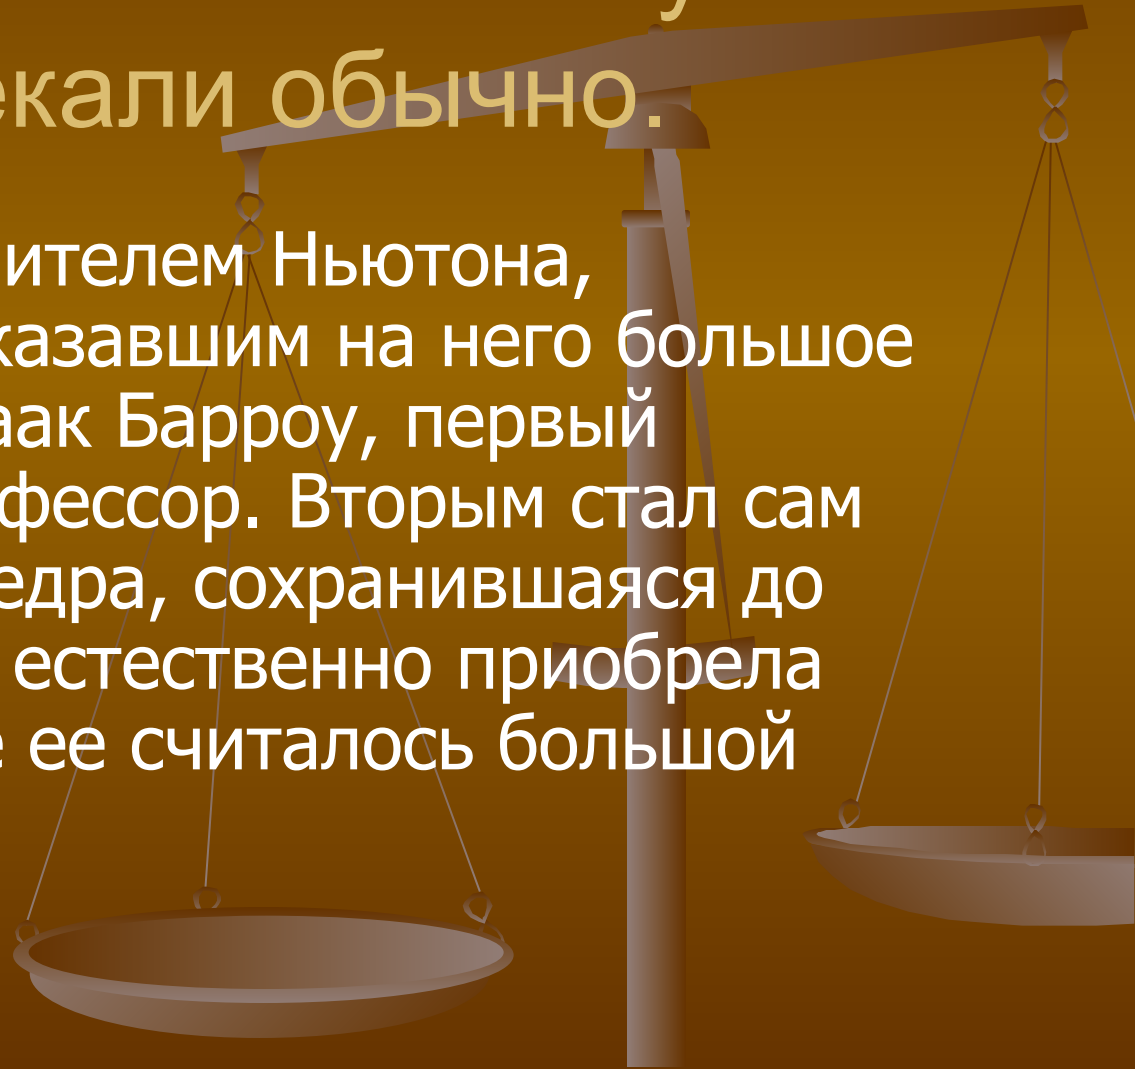 екали обычно.
ителем Ньютона,
казавшим на него большое
аак Барроу, первый
фессор. Вторым стал сам
едра, сохранившаяся до
естественно приобрела
е ее считалось большой